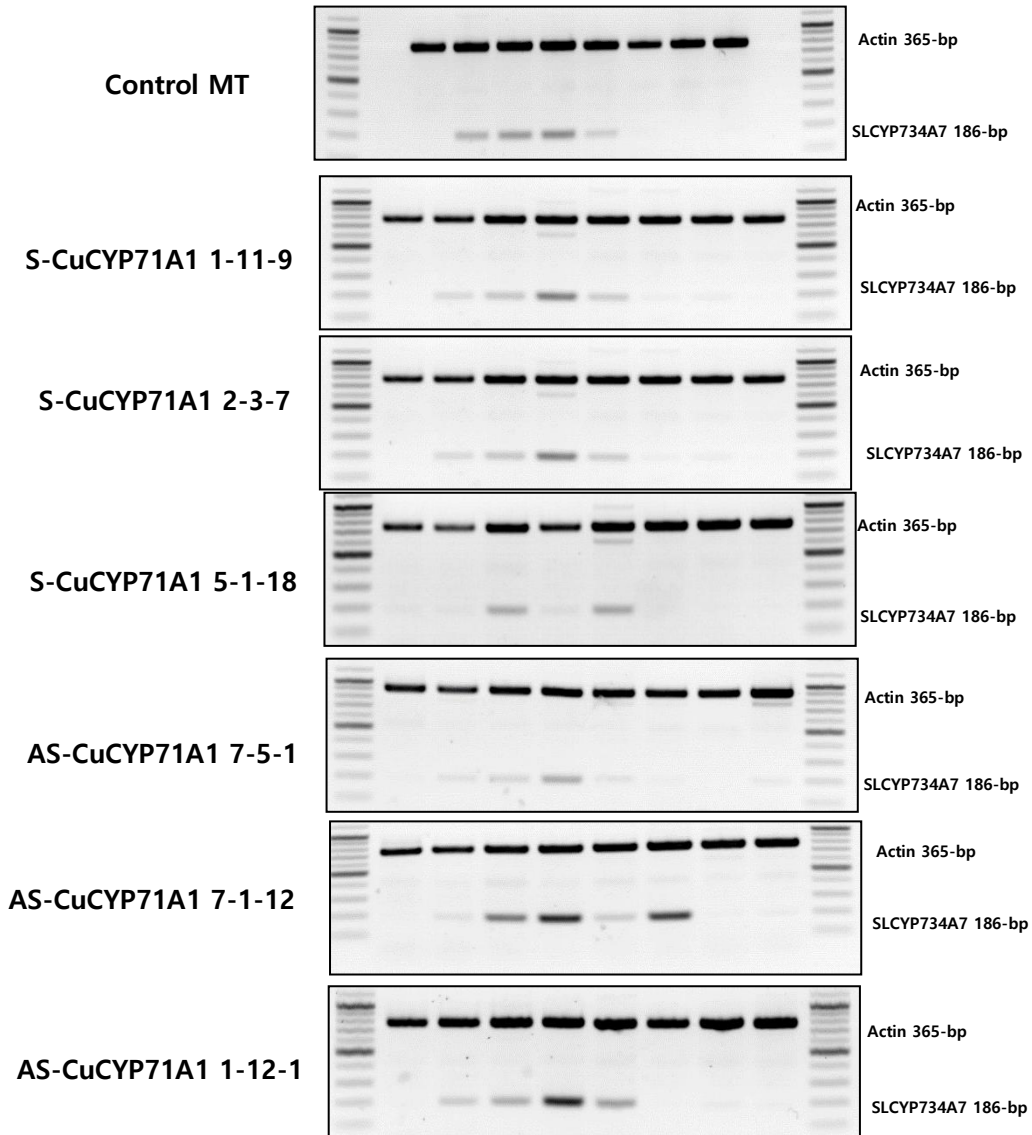 Actin 365-bp
Control MT
SLCYP734A7 186-bp
Actin 365-bp
S-CuCYP71A1 1-11-9
SLCYP734A7 186-bp
Actin 365-bp
S-CuCYP71A1 2-3-7
SLCYP734A7 186-bp
Actin 365-bp
S-CuCYP71A1 5-1-18
SLCYP734A7 186-bp
Actin 365-bp
AS-CuCYP71A1 7-5-1
SLCYP734A7 186-bp
Actin 365-bp
AS-CuCYP71A1 7-1-12
SLCYP734A7 186-bp
Actin 365-bp
AS-CuCYP71A1 1-12-1
SLCYP734A7 186-bp